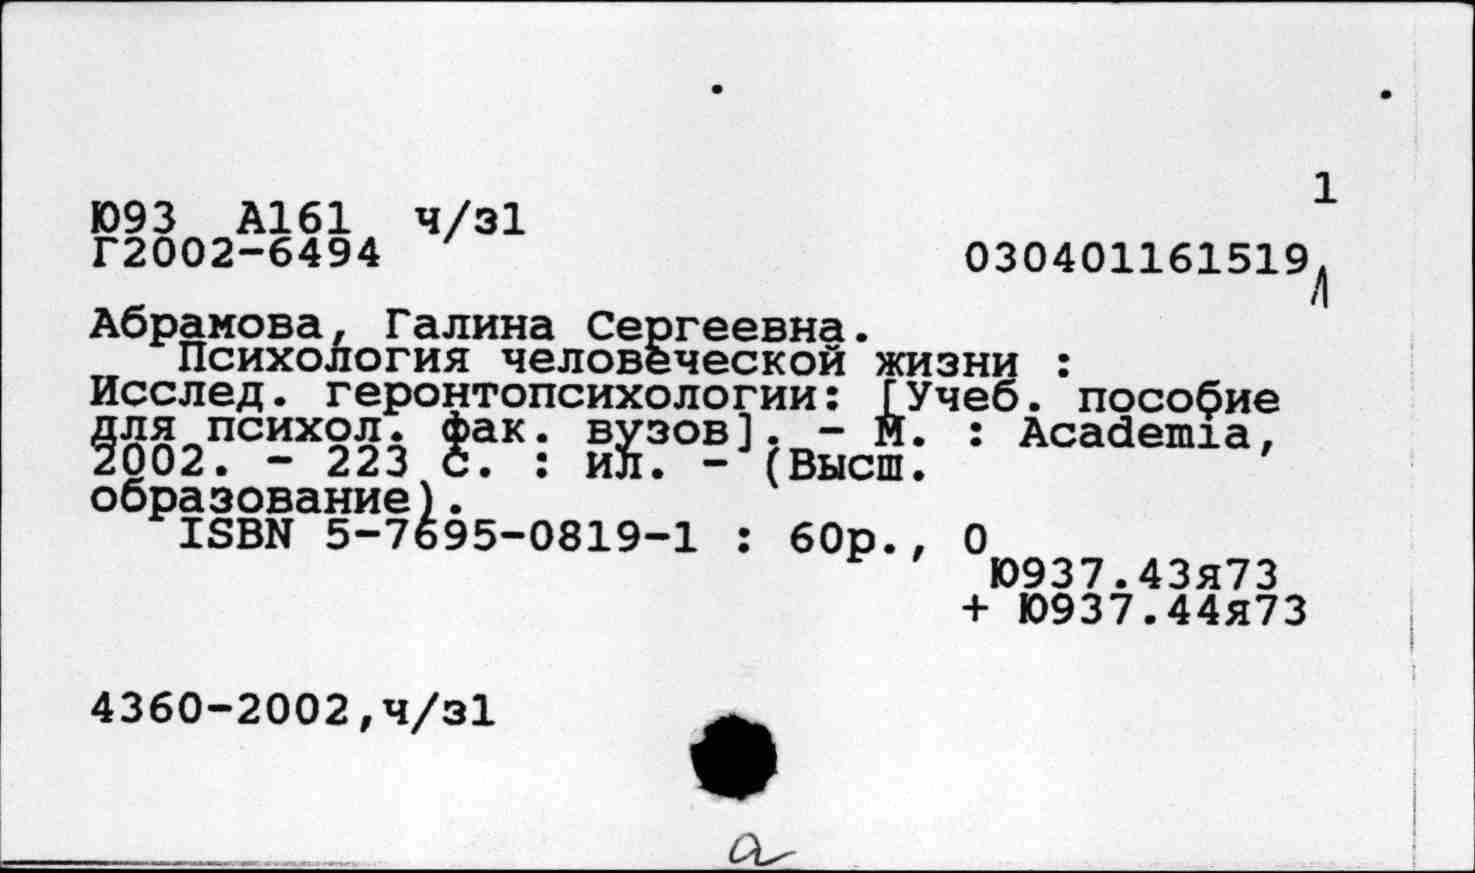 1
Ю93 А161 ч/з1
Г2002-6494 030401161519
Л
Абрамова, Галина Сергеевна.
Психология человеческой жизни :
Исслед. геронтопсихологии: [Учеб. пособие
для психол. фак. вузов]. - М. : Academia,
2002. - 223 с. : ил. - (Высш.
образование).
ISBN 5-7695-0819-1 : 60р., 0
Ю937.43я73
+ Ю937.44я73
4360-2002,ч/з1
а